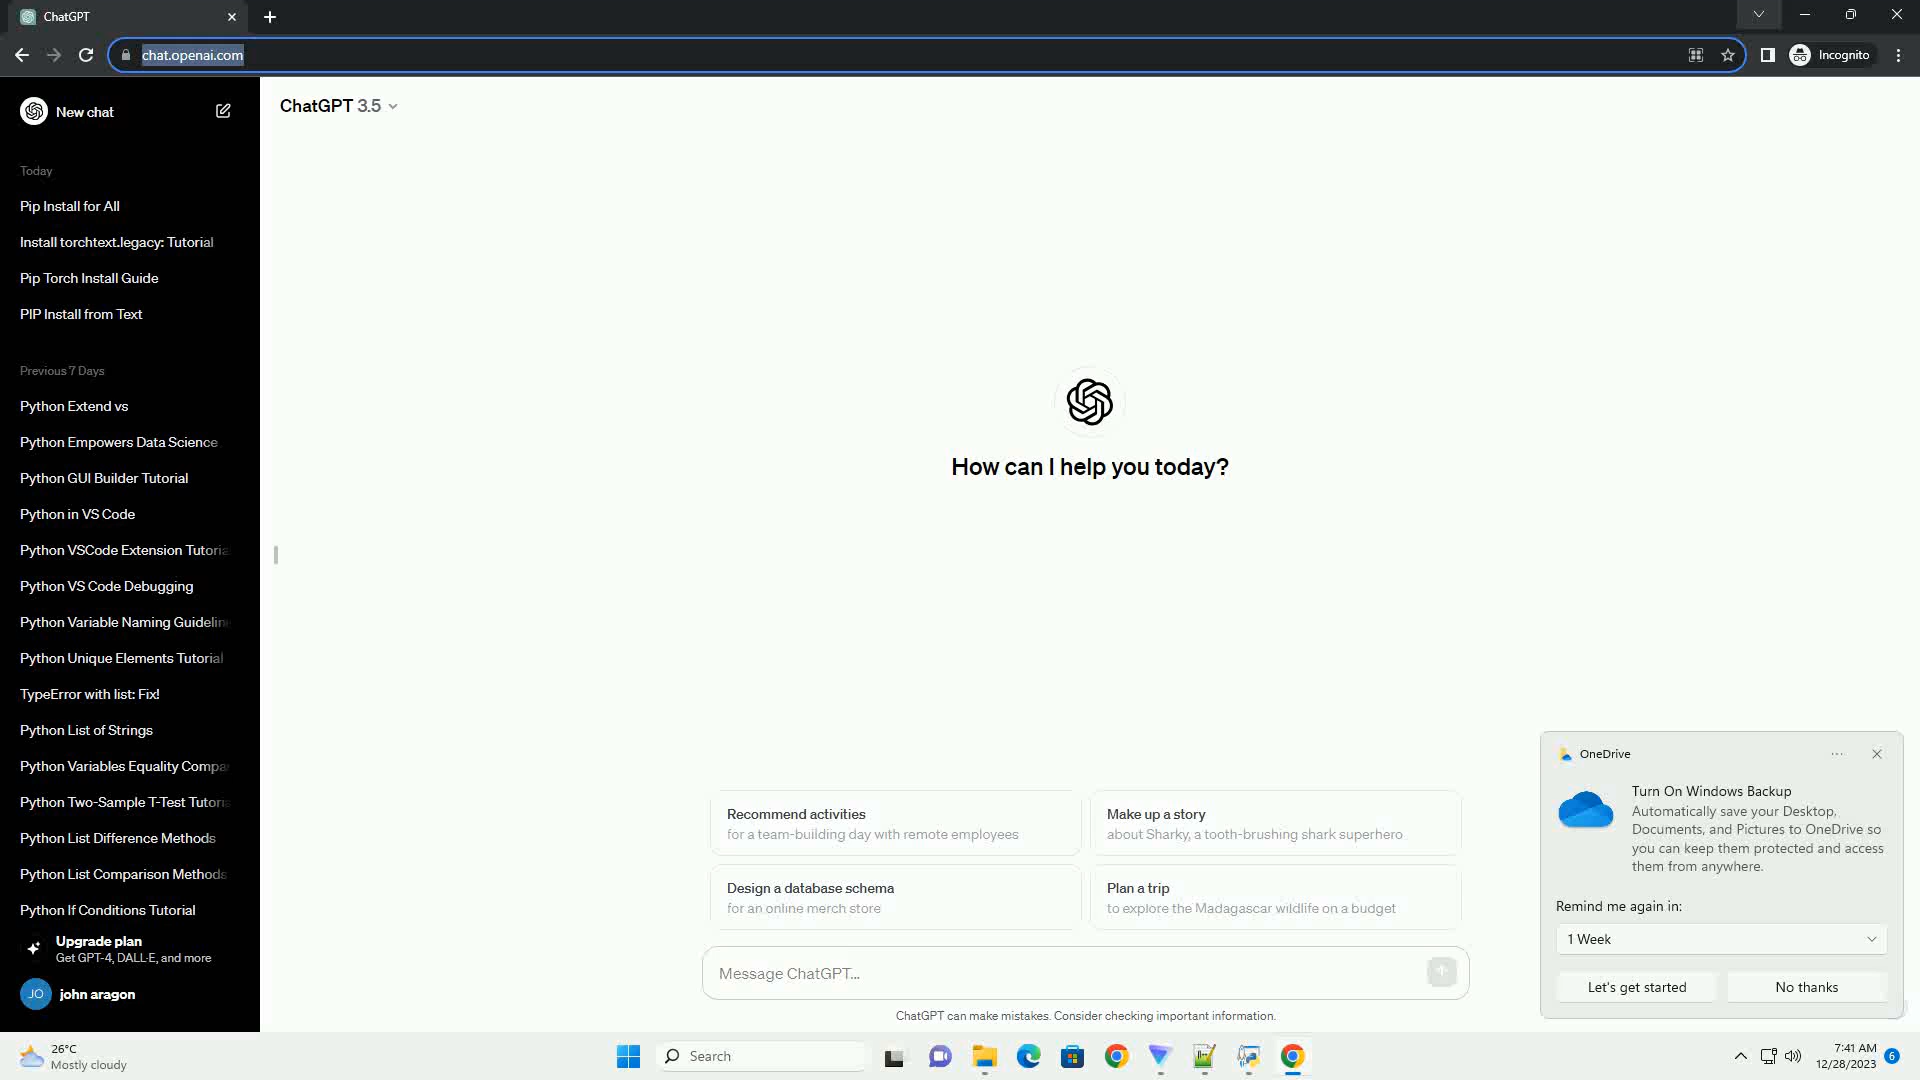 ChatGPT
chat.openai.com
Incognito
New chat
Today
Pip Install for All
Install torchtext.legacy: Tutorial
Pip Torch Install Guide
PIP Install from Text
Previous 7 Days
Python Extend vs
Python Empowers Data Science
Python GUI Builder Tutorial
Python in VS Code
Python VSCode Extension Tutoria
Python VS Code Debugging
Python Variable Naming Guidelin
Python Unique Elements Tutorial
TypeError with list: Fix!
Python List of Strings
Python Variables Equality Compa
Python Two-Sample T-Test Tutoria
Python List Difference Methods
Python List Comparison Methods
Python If Conditions Tutorial
Upgrade plan
Get GPT-4, DALL·E, and more
JO john aragon
ChatGPT 3.5
How can I help you today?
Recommend activities
for a team-building day with remote employees
Make up a story
about Sharky, a tooth-brushing shark superhero
Design a database schema
for an online merch store
Plan a trip
to explore the Madagascar wildlife on a budget
Message ChatGPT...
ChatGPT can make mistakes. Consider checking important information.
OneDrive
Turn On Windows Backup
Automatically save your Desktop,
Documents, and Pictures to OneDrive so
you can keep them protected and access
them from anywhere.
Remind me again in:
1 Week
Let's get started
No thanks
26°C
Mostly cloudy
Search
7:41 AM
12/28/2023
6